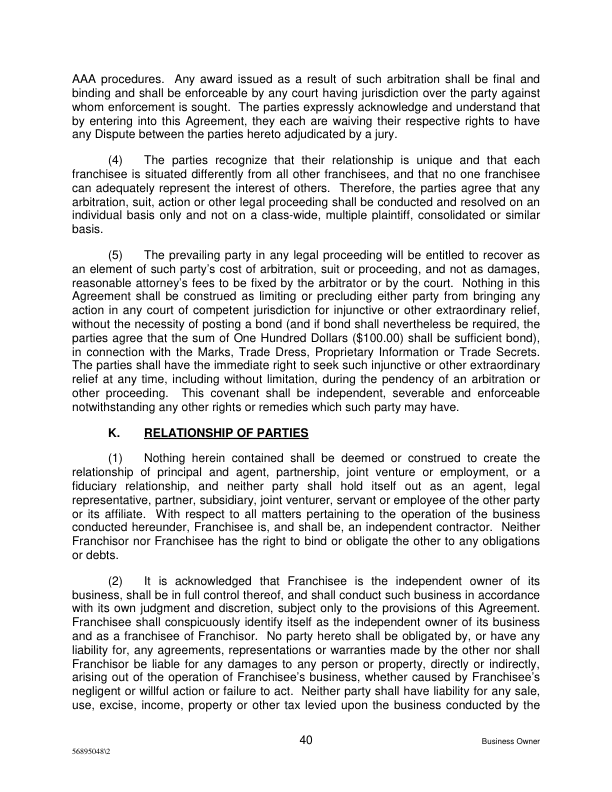 AAA procedures. Any award issued as a result of such arbitration shall be final and
binding and shall be enforceable by any court having jurisdiction over the party against
whom enforcement is sought. The parties expressly acknowledge and understand that
by entering into this Agreement, they each are waiving their respective rights to have
any Dispute between the parties hereto adjudicated by a jury.
(4) The parties recognize that their relationship is unique and that each
franchisee is situated differently from all other franchisees, and that no one franchisee
can adequately represent the interest of others. Therefore, the parties agree that any
arbitration, suit, action or other legal proceeding shall be conducted and resolved on an
individual basis only and not on a class-wide, multiple plaintiff, consolidated or similar
basis.
(5) The prevailing party in any legal proceeding will be entitled to recover as
an element of such party's cost of arbitration, suit or proceeding, and not as damages,
reasonable attorney's fees to be fixed by the arbitrator or by the court. Nothing in this
Agreement shall be construed as limiting or precluding either party from bringing any
action in any court of competent jurisdiction for injunctive or other extraordinary relief,
without the necessity of posting a bond (and if bond shall nevertheless be required, the
parties agree that the sum of One Hundred Dollars ($100.00) shall be sufficient bond),
in connection with the Marks, Trade Dress, Proprietary Information or Trade Secrets.
The parties shall have the immediate right to seek such injunctive or other extraordinary
relief at any time, including without limitation, during the pendency of an arbitration or
other proceeding. This covenant shall be independent, severable and enforceable
notwithstanding any other rights or remedies which such party may have.
K. RELATIONSHIP OF PARTIES
(1) Nothing herein contained shall be deemed or construed to create the
relationship of principal and agent, partnership, joint venture or employment, or a
fiduciary relationship, and neither party shall hold itself out as an agent, legal
representative, partner, subsidiary, joint venturer, servant or employee of the other party
or its affiliate. With respect to all matters pertaining to the operation of the business
conducted hereunder, Franchisee is, and shall be, an independent contractor. Neither
Franchisor nor Franchisee has the right to bind or obligate the other to any obligations
or debts.
(2) It is acknowledged that Franchisee is the independent owner of its
business, shall be in full control thereof, and shall conduct such business in accordance
with its own judgment and discretion, subject only to the provisions of this Agreement.
Franchisee shall conspicuously identify itself as the independent owner of its business
and as a franchisee of Franchisor. No party hereto shall be obligated by, or have any
liability for, any agreements, representations or warranties made by the other nor shall
Franchisor be liable for any damages to any person or property, directly or indirectly,
arising out of the operation of Franchisee's business, whether caused by Franchisee's
negligent or willful action or failure to act. Neither party shall have liability for any sale,
use, excise, income, property or other tax levied upon the business conducted by the
40
Business Owner
56895048\2